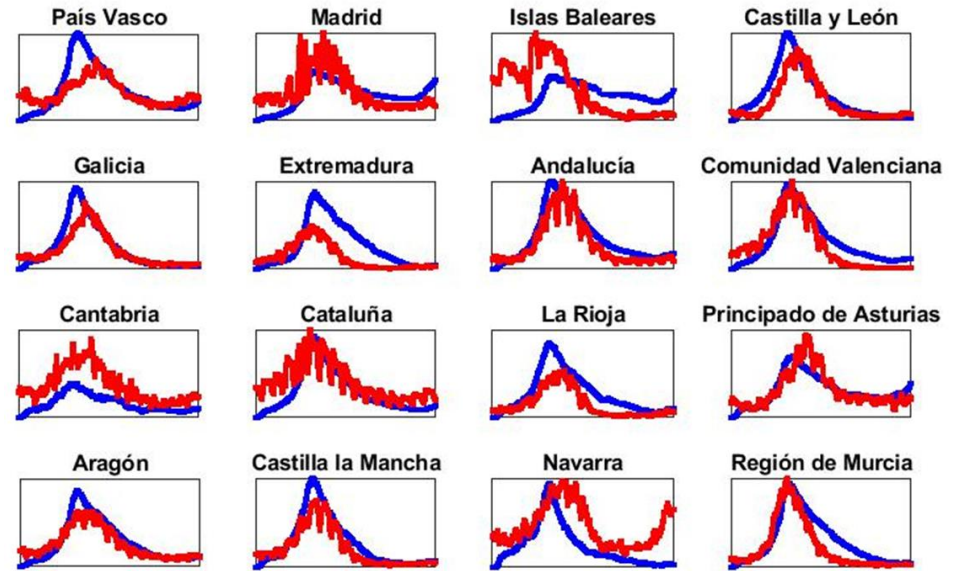 País Vasco
Madrid
Islas Baleares
Castilla y León
Galicia
Extremadura
Andalucía
Comunidad Valenciana
Cantabria
Cataluña
La Rioja
Principado de Asturias
Aragón
Castilla la Mancha
Navarra
Región de Murcia